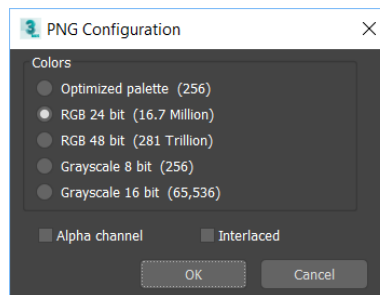 PNG Configuration
Colors
Optimized palette (256)
RGB 24 bit (16.7 Million)
RGB 48 bit (281 Trillion)
Grayscale 8 bit (256)
Grayscale 16 bit (65,536)
Alpha channel Interlaced
OK Cancel